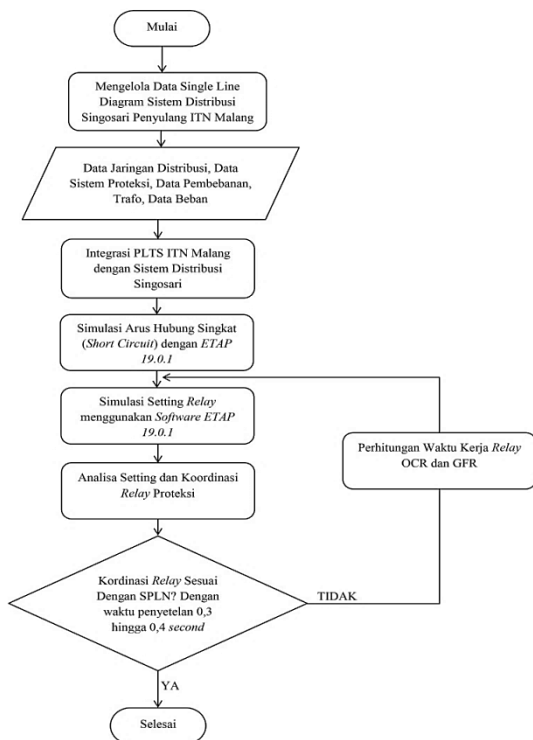 Mulai
Mengelola Data Single Line
Diagram Sistem Distribusi
Singosari Penyulang ITN Malang
Data Jaringan Distribusi, Data
Sistem Proteksi, Data Pembebanan,
Trafo, Data Beban
Integrasi PLTS ITN Malang
dengan Sistem Distribusi
Singosari
Simulasi Arus Hubung Singkat
(Short Circuit) dengan ETAP
19.0.1
Simulasi Setting Relay
menggunakan Software ETAP
19.0.1
Perhitungan Waktu Kerja Relay
OCR dan GFR
Analisa Setting dan Koordinasi
Relay Proteksi
Kordinasi Relay Sesuai
Dengan SPLN? Dengan
waktu penyetelan 0,3
hingga 0,4 second
TIDAK
YA
Selesai